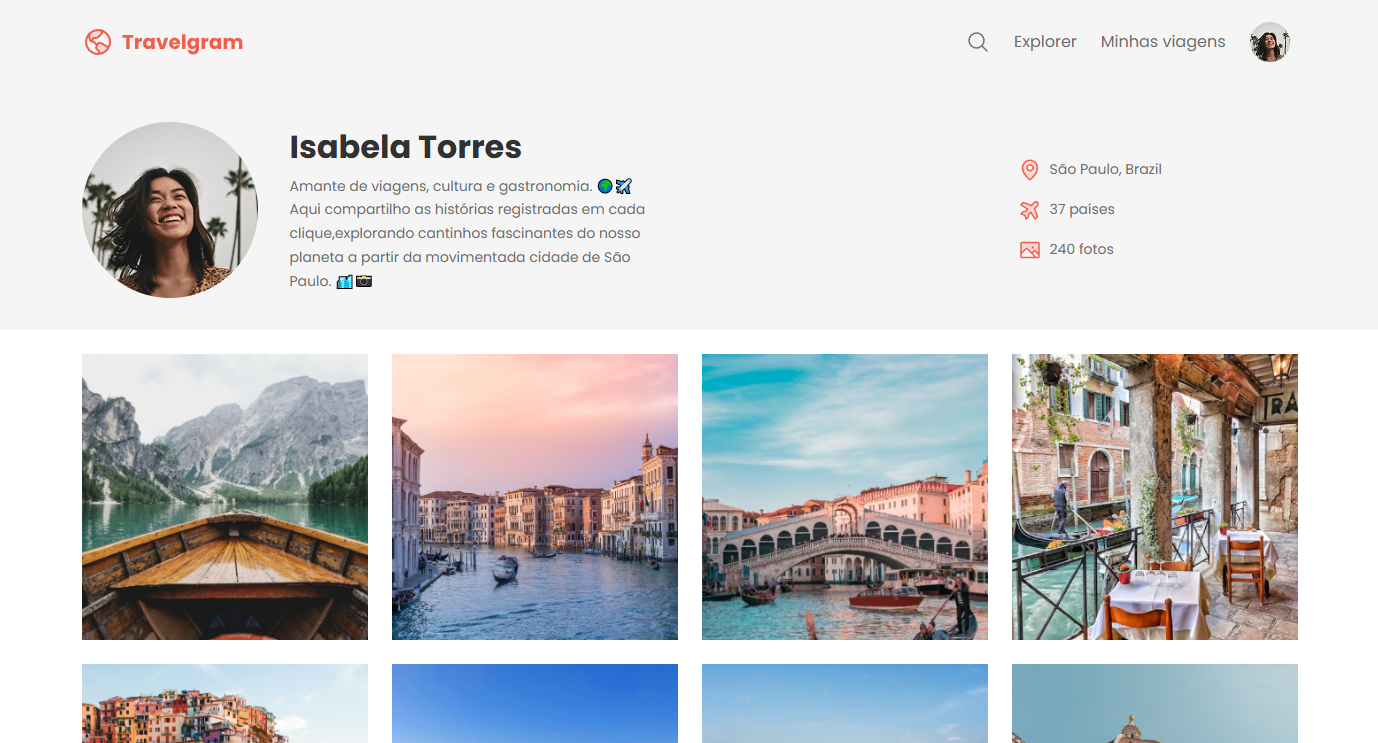 Travelgram
Explorer
Minhas viagens
Isabela Torres
Amante de viagens, cultura e gastronomia. 🌍✈️
Aqui compartilho as histórias registradas em cada
clique,explorando cantinhos fascinantes do nosso
planeta a partir da movimentada cidade de São
Paulo. 🏙️📷
São Paulo, Brazil
37 países
240 fotos
TRA